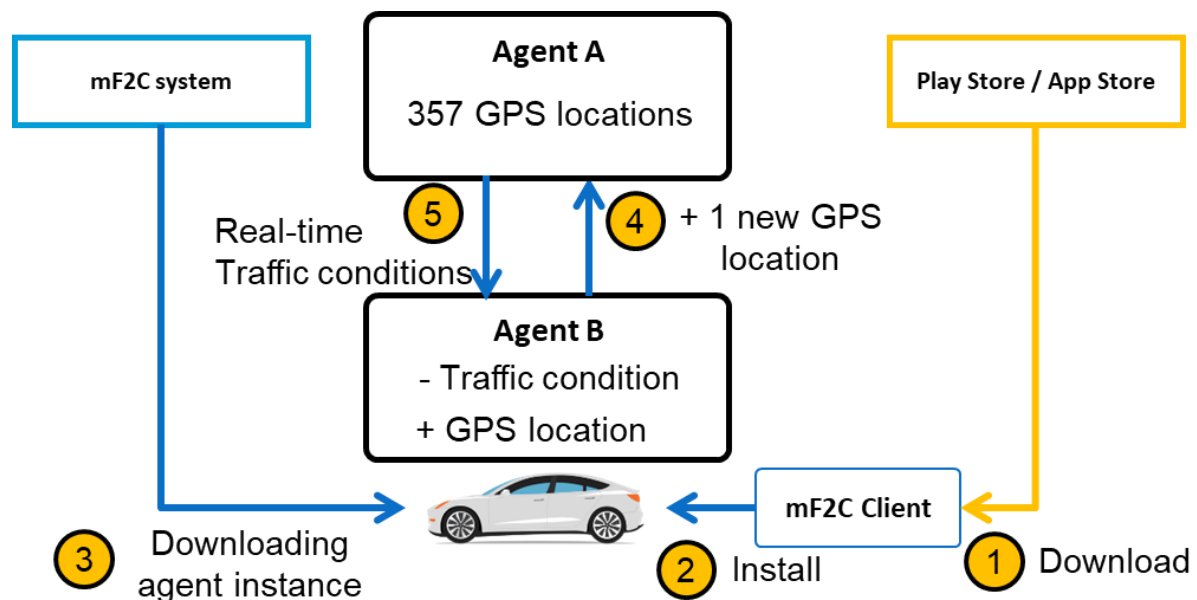 mF2C system
Agent A
357 GPS locations
Play Store / App Store
5
Real-time
Traffic conditions
4
+ 1 new GPS
location
Agent B
- Traffic condition
+ GPS location
mF2C Client
3
Downloading
agent instance
2
Install
1
Download